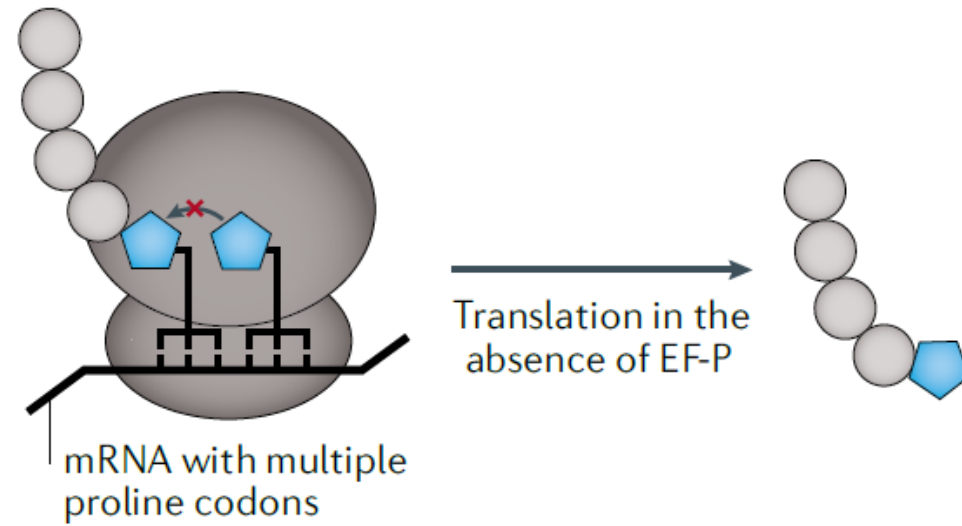 Translation in the
absence of EF-P
mRNA with multiple
proline codons